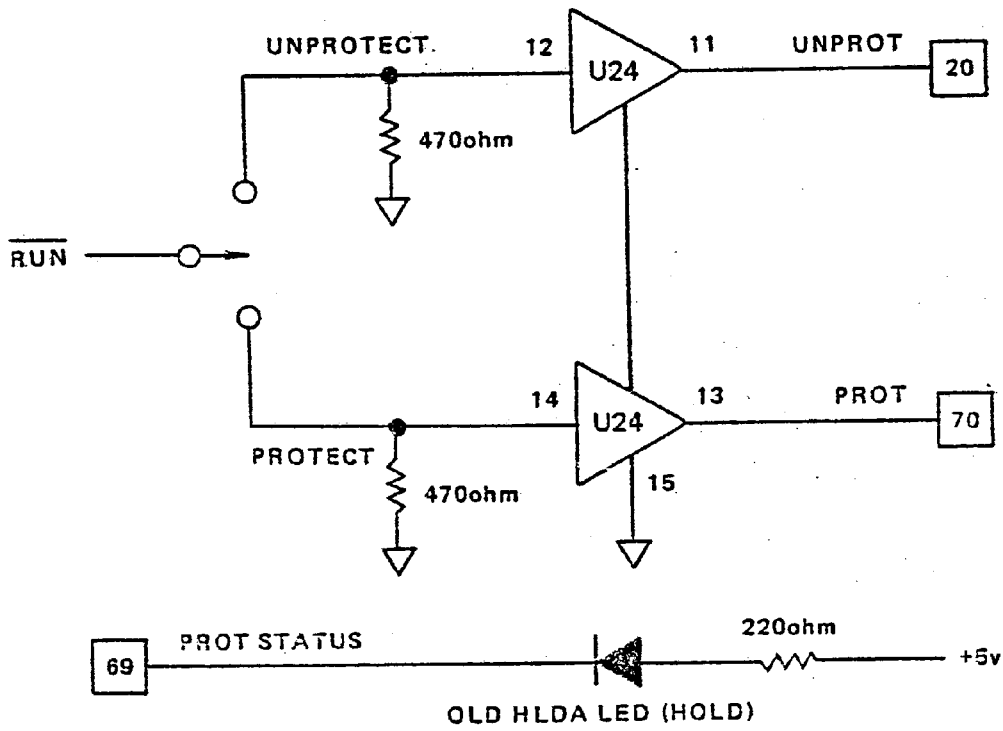 UNPROTECT.
12
U24
11
UNPROT
20
470ohm
RUN
14
U24
13
PROT
70
PROTECT
15
470ohm
69
PROT STATUS
220ohm
+5v
OLD HLDA LED (HOLD)